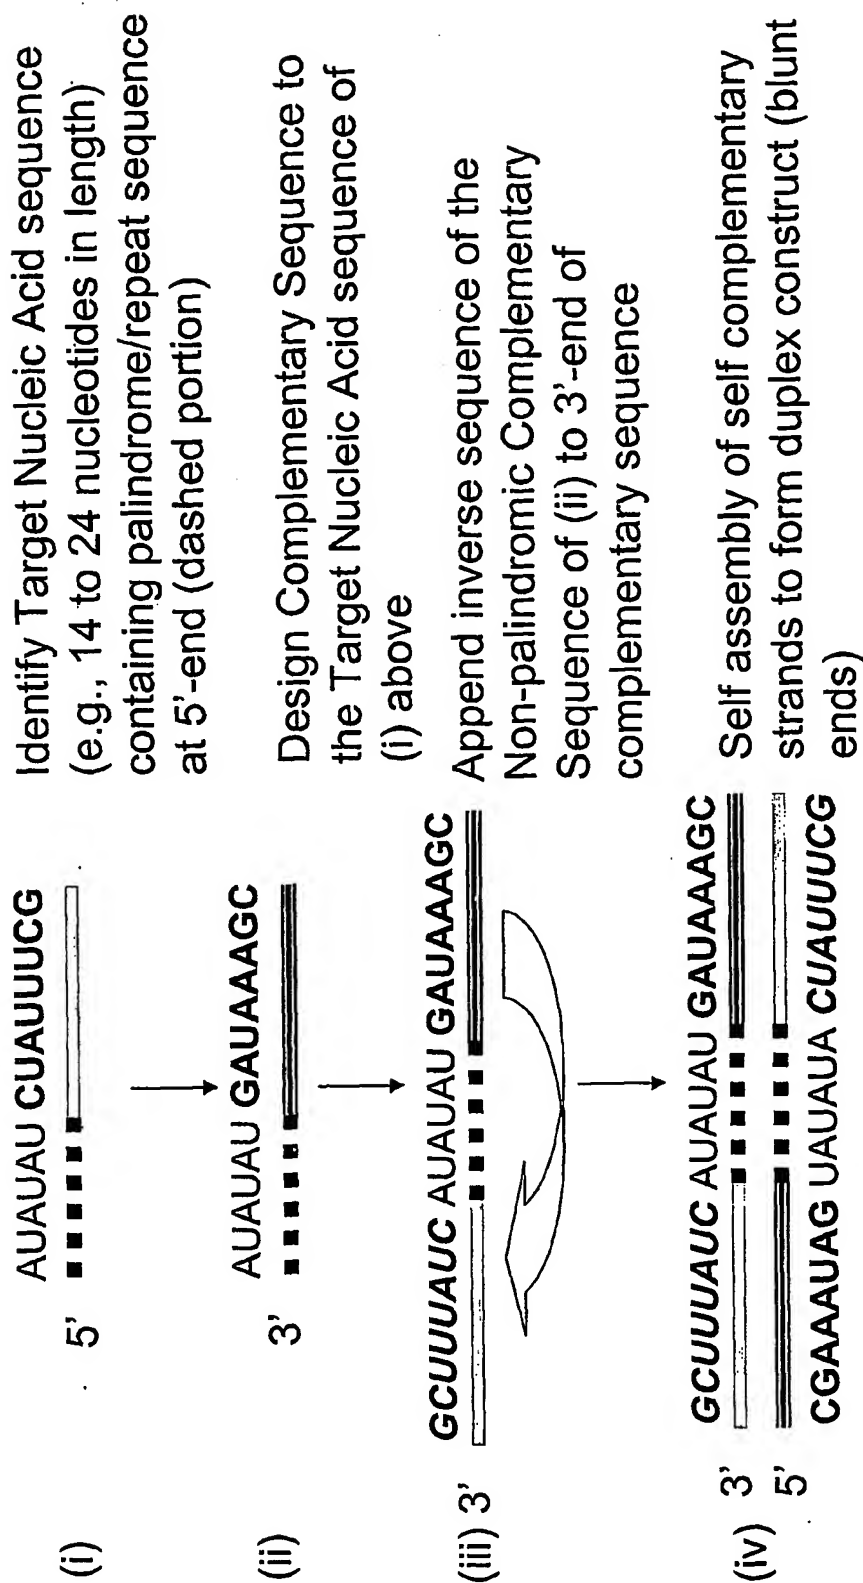 (i)
AUAUAU CUAUUUCG
5'
Identify Target Nucleic Acid sequence
(e.g., 14 to 24 nucleotides in length)
containing palindrome/repeat sequence
at 5'-end (dashed portion)
(ii)
AUAUAU GAUAAAGC
3'
Design Complementary Sequence to
the Target Nucleic Acid sequence of
(i) above
GCUUUAUC AUAUAU GAUAAAGC
(iii) 3'
Append inverse sequence of the
Non-palindromic Complementary
Sequence of (ii) to 3'-end of
complementary sequence
GCUUUAUC AUAUAU GAUAAAGC
(iv) 3'
5'
CGAAAUAG UAUAUA CUAUUUCG
Self assembly of self complementary
strands to form duplex construct (blunt
ends)